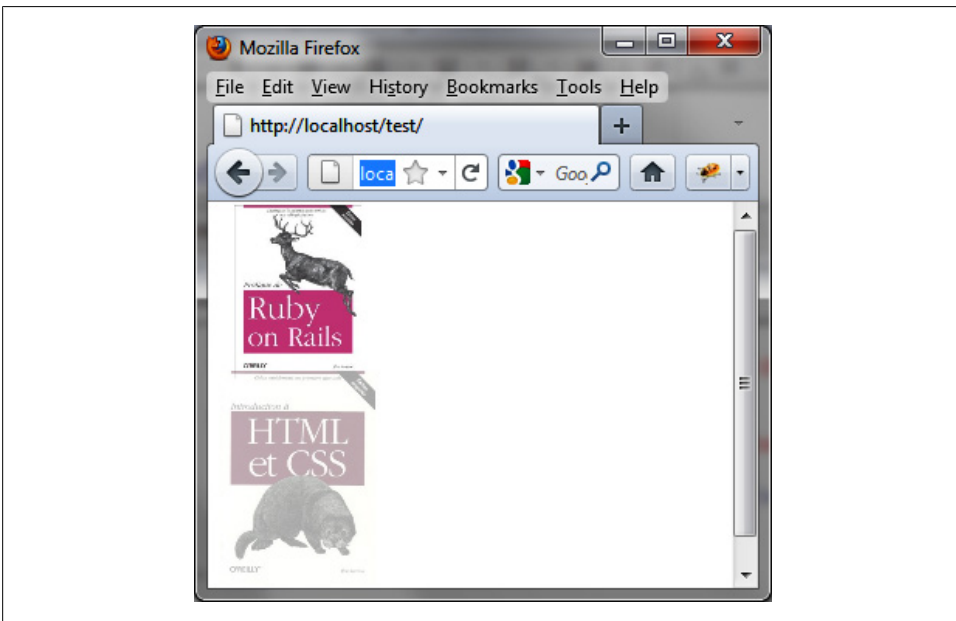 Mozilla Firefox
File Edit View History Bookmarks Tools Help
http://localhost/test/
loca Goo
Ruby
on Rails
O'REILLY
Introduction à
HTML
et CSS
O'REILLY